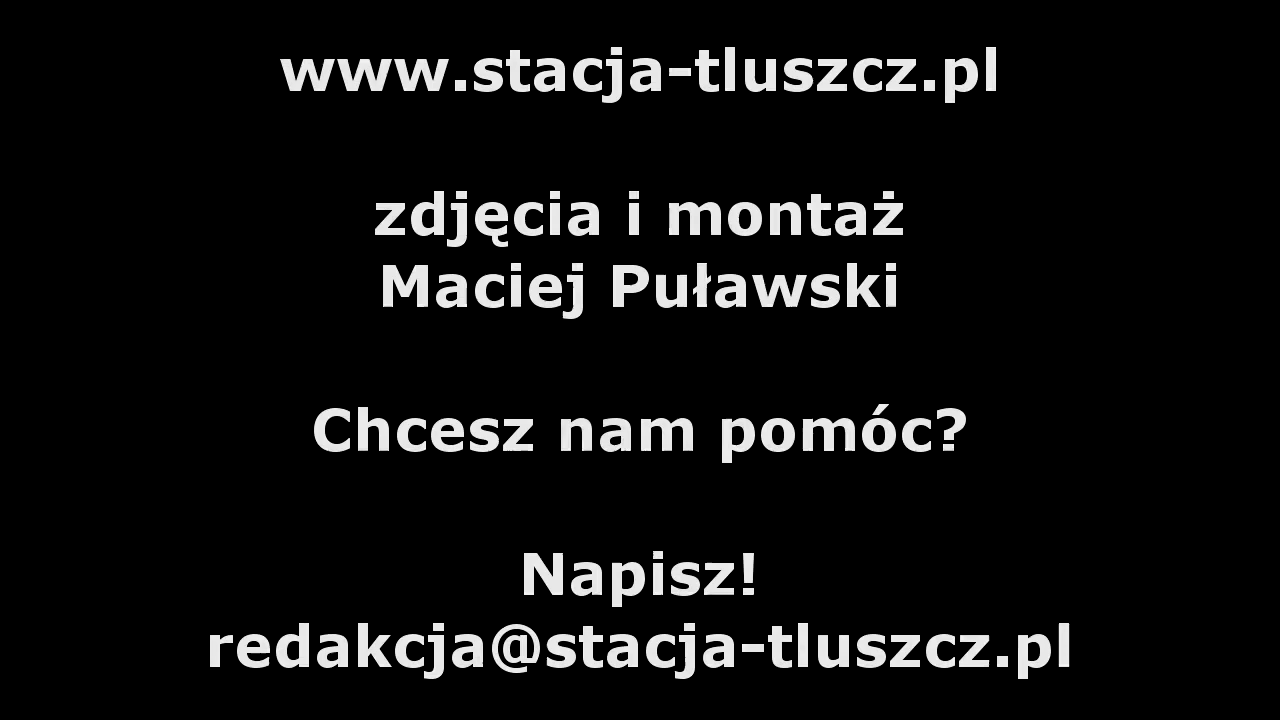 www.stacja-tluszcz.pl
zdjęcia i montaż
Maciej Puławski
Chcesz nam pomóc?
Napisz!
redakcja@stacja-tluszcz.pl